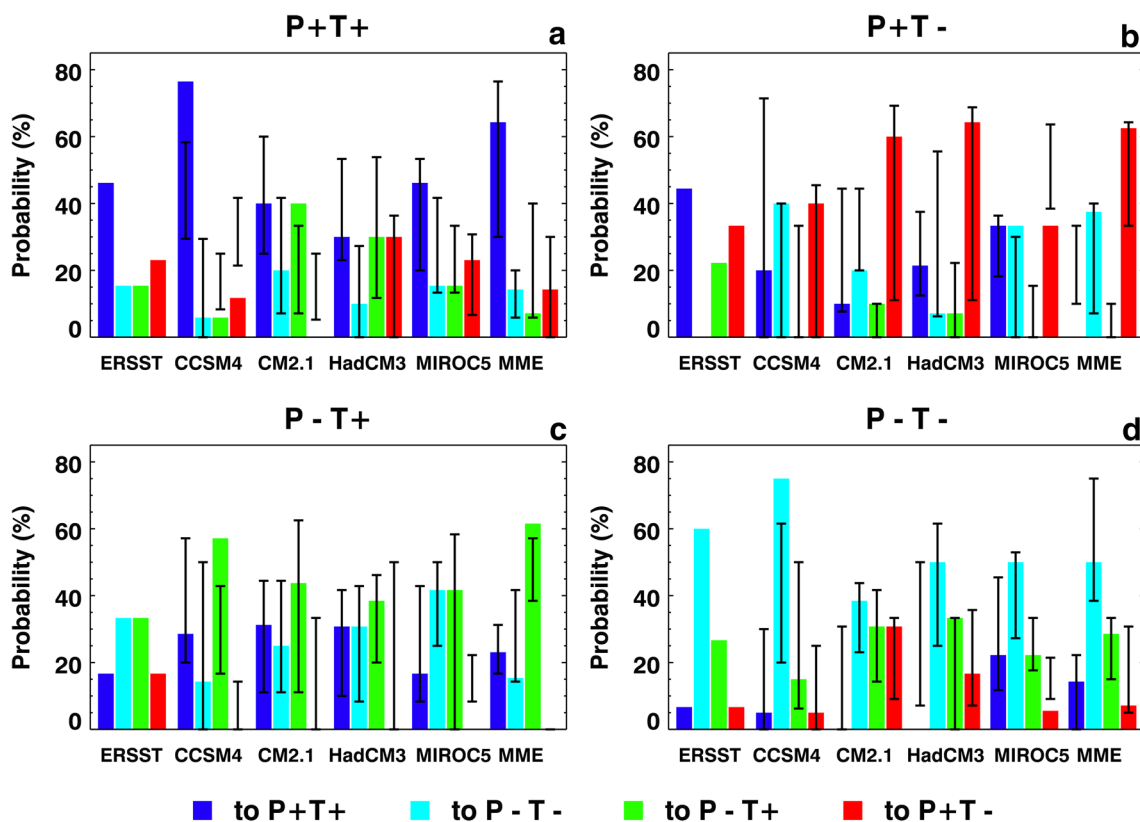 P+T+
a
Probability (%)
80
60
40
20
0
ERSST CCSM4 CM2.1 HadCM3 MIROC5 MME
P+T -
b
Probability (%)
80
60
40
20
0
ERSST CCSM4 CM2.1 HadCM3 MIROC5 MME
P - T+
c
Probability (%)
80
60
40
20
0
ERSST CCSM4 CM2.1 HadCM3 MIROC5 MME
P - T -
d
Probability (%)
80
60
40
20
0
ERSST CCSM4 CM2.1 HadCM3 MIROC5 MME
to P+T+ to P - T - to P - T+ to P+T -